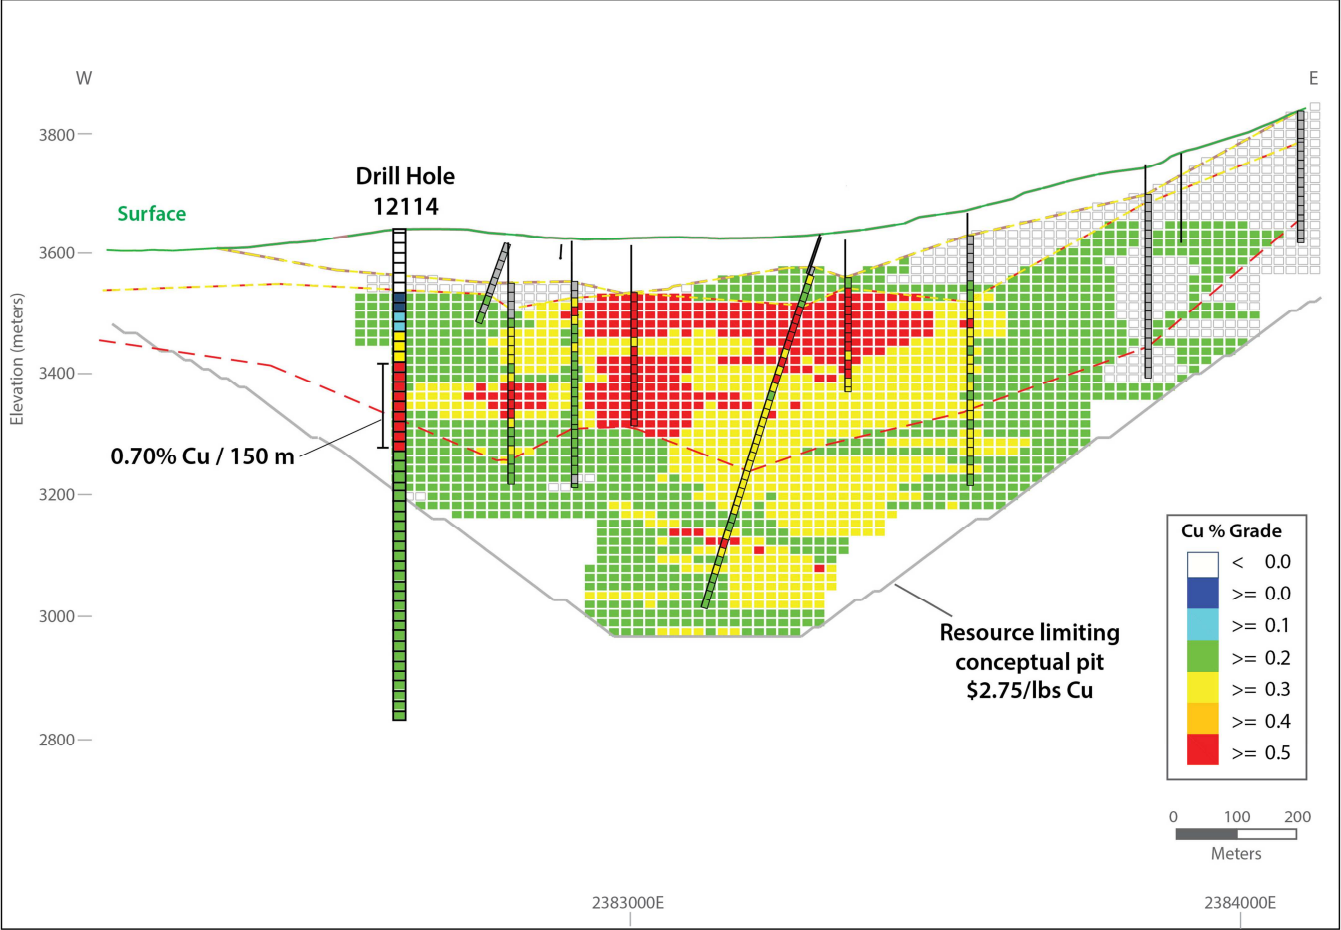 W
E
3800
Drill Hole
12114
Surface
3600
3400
Elevation (meters)
0.70% Cu / 150 m
3200
3000
2800
Resource limiting
conceptual pit
$2.75/lbs Cu
Cu % Grade
< 0.0
>= 0.0
>= 0.1
>= 0.2
>= 0.3
>= 0.4
>= 0.5
0 100 200
Meters
2383000E
2384000E